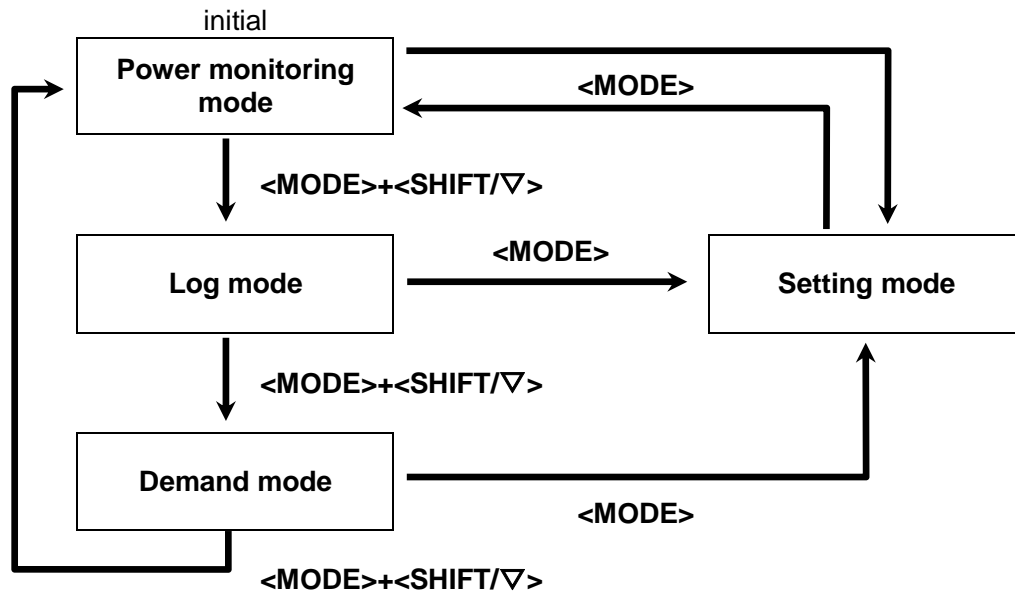 initial
Power monitoring
mode
<MODE>
<MODE>+<SHIFT/▽>
Log mode
<MODE>
Setting mode
<MODE>+<SHIFT/▽>
Demand mode
<MODE>
<MODE>+<SHIFT/▽>